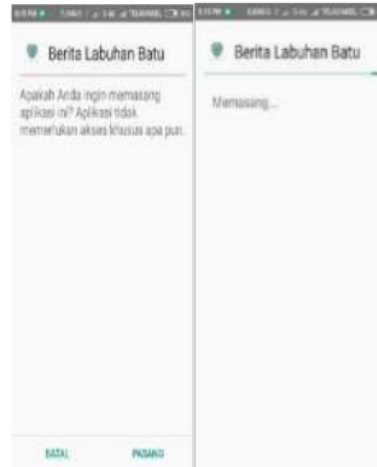 Berita Labuhan Batu
Apakah Anda ingin memasang
aplikasi ini? Aplikasi tidak
memerlukan akses khusus apa pun.
BATAL PASANG
Berita Labuhan Batu
Memasang...